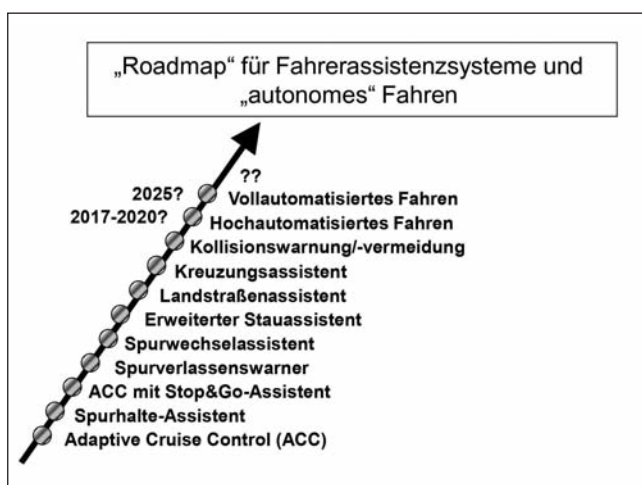 „Roadmap“ für Fahrerassistenzsysteme und
„autonomes“ Fahren
??
2025? Vollautomatisiertes Fahren
2017-2020? Hochautomatisiertes Fahren
Kollisionswarnung/-vermeidung
Kreuzungsassistent
Landstraßenassistent
Erweiterter Stauassistent
Spurwechselassistent
Spurverlassenswarner
ACC mit Stop&Go-Assistent
Spurhalte-Assistent
Adaptive Cruise Control (ACC)